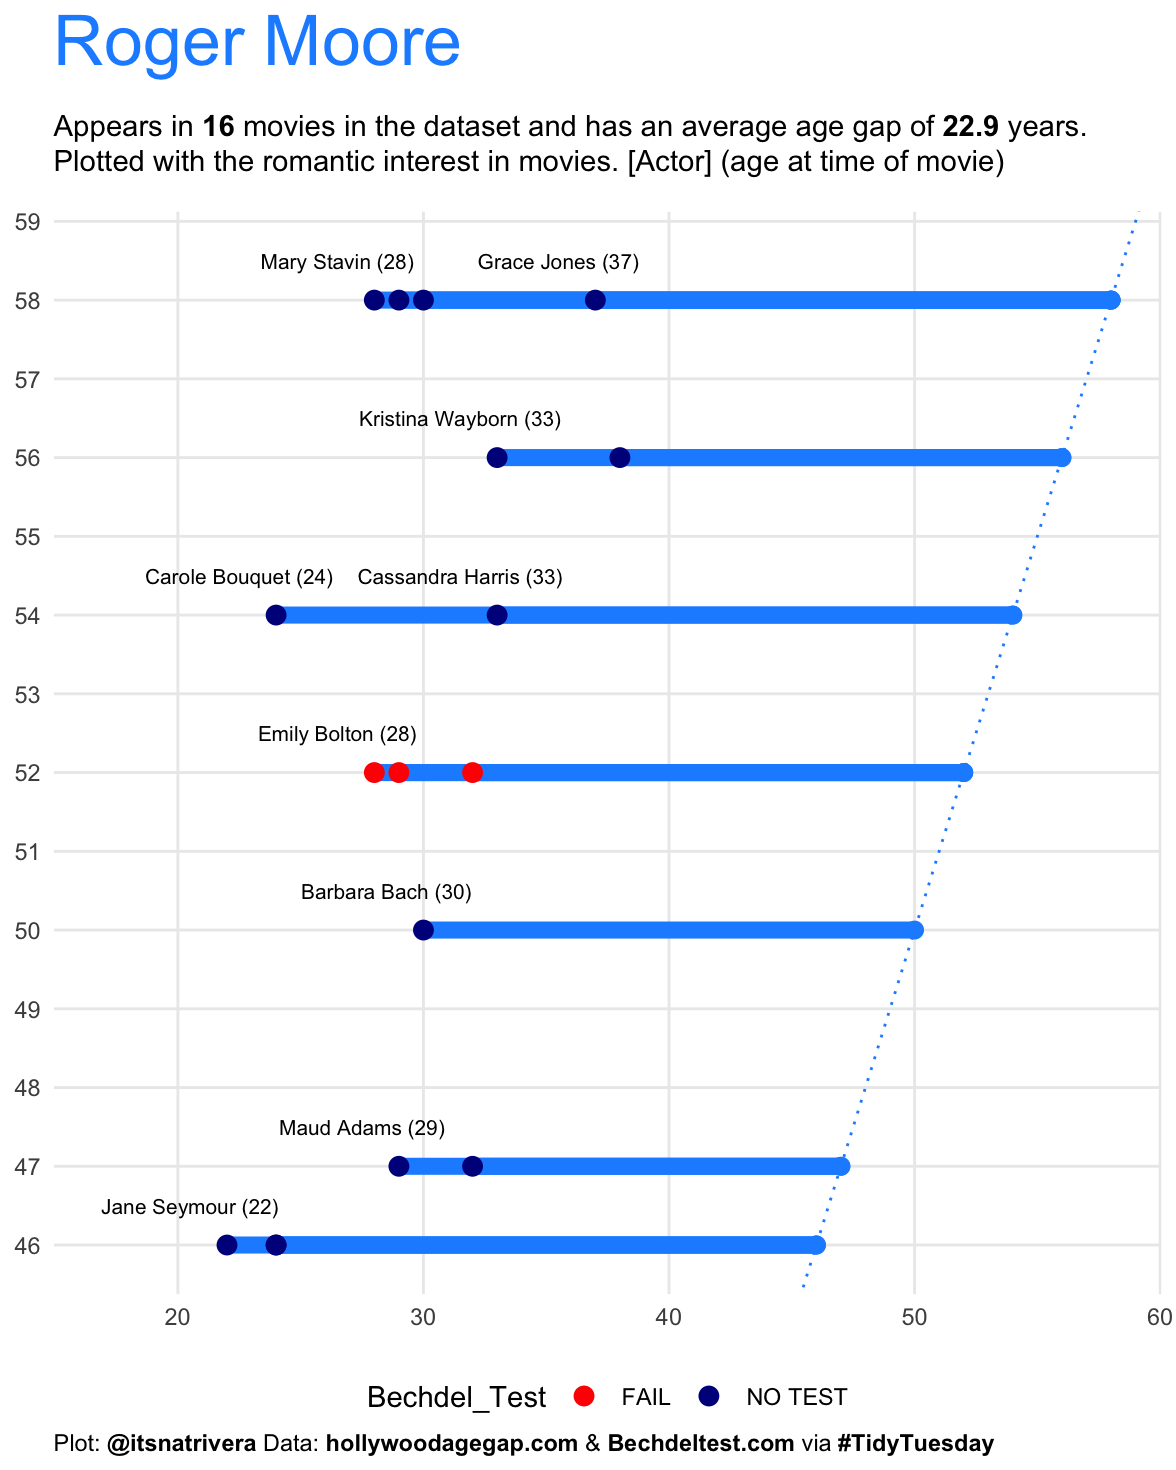 Roger Moore
Appears in 16 movies in the dataset and has an average age gap of 22.9 years.
Plotted with the romantic interest in movies. [Actor] (age at time of movie)
59
Mary Stavin (28) Grace Jones (37)
58
57
Kristina Wayborn (33)
56
55
Carole Bouquet (24) Cassandra Harris (33)
54
53
Emily Bolton (28)
52
51
Barbara Bach (30)
50
49
48
Maud Adams (29)
47
Jane Seymour (22)
46
20 30 40 50 60
Bechdel_Test FAIL NO TEST
Plot: @itsnatrivera Data: hollywoodagegap.com & Bechdeltest.com via #TidyTuesday